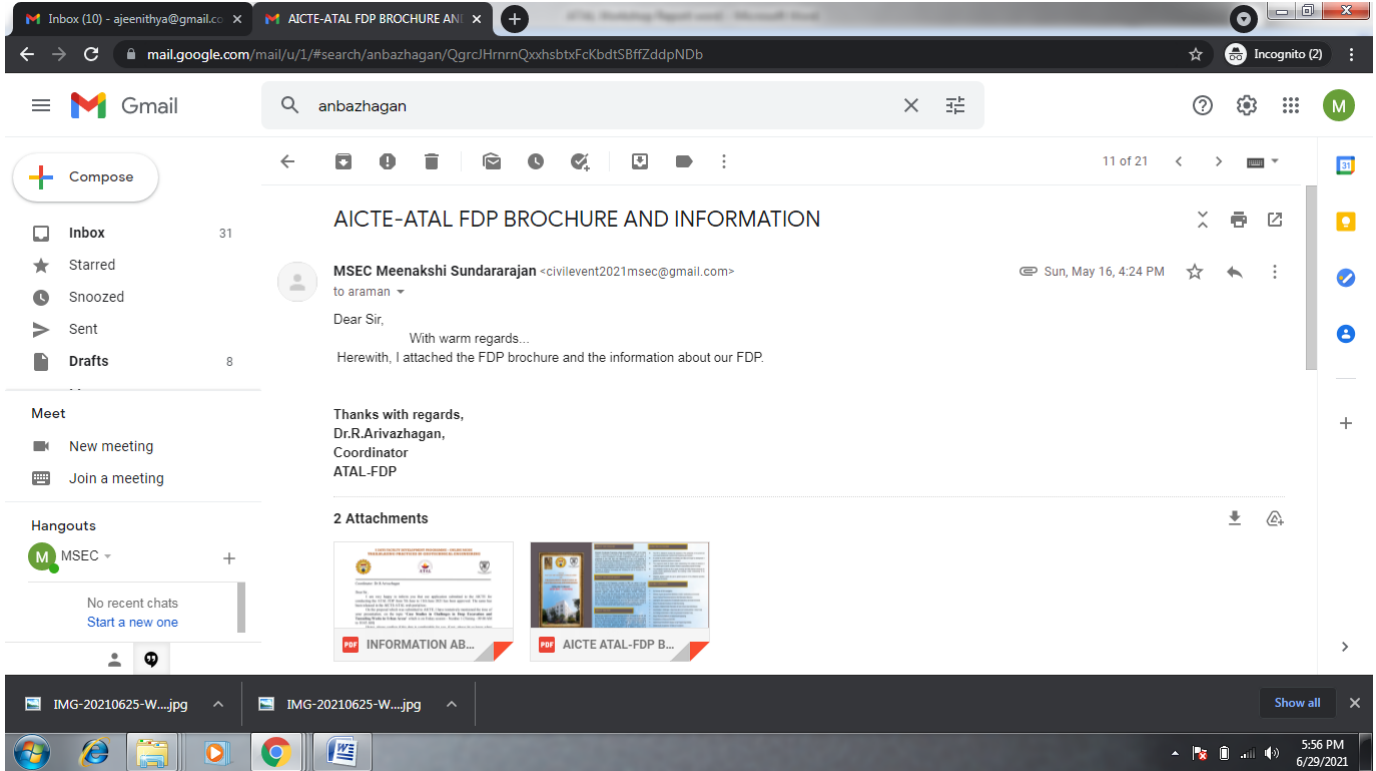 Inbox (10) - ajeenithya@gmail.co
AICTE-ATAL FDP BROCHURE AN
mail.google.com/mail/u/1/#search/anbazhagan/QgrcJHrnrnQxxhsbtxFcKbdtSBffZddpNDb
Incognito (2)
Gmail
anbazhagan
M
Compose
11 of 21
31
Inbox 31
Starred
Snoozed
Sent
Drafts 8
Meet
New meeting
Join a meeting
Hangouts
M MSEC
No recent chats
Start a new one
AICTE-ATAL FDP BROCHURE AND INFORMATION
MSEC Meenakshi Sundararajan <civilevent2021msec@gmail.com>
Sun, May 16, 4:24 PM
to araman
Dear Sir,
With warm regards...
Herewith, I attached the FDP brochure and the information about our FDP.
Thanks with regards,
Dr.R.Arivazhagan,
Coordinator
ATAL-FDP
2 Attachments
PDF INFORMATION AB...
PDF AICTE ATAL-FDP B...
IMG-20210625-W....jpg
IMG-20210625-W....jpg
Show all
5:56 PM
6/29/2021